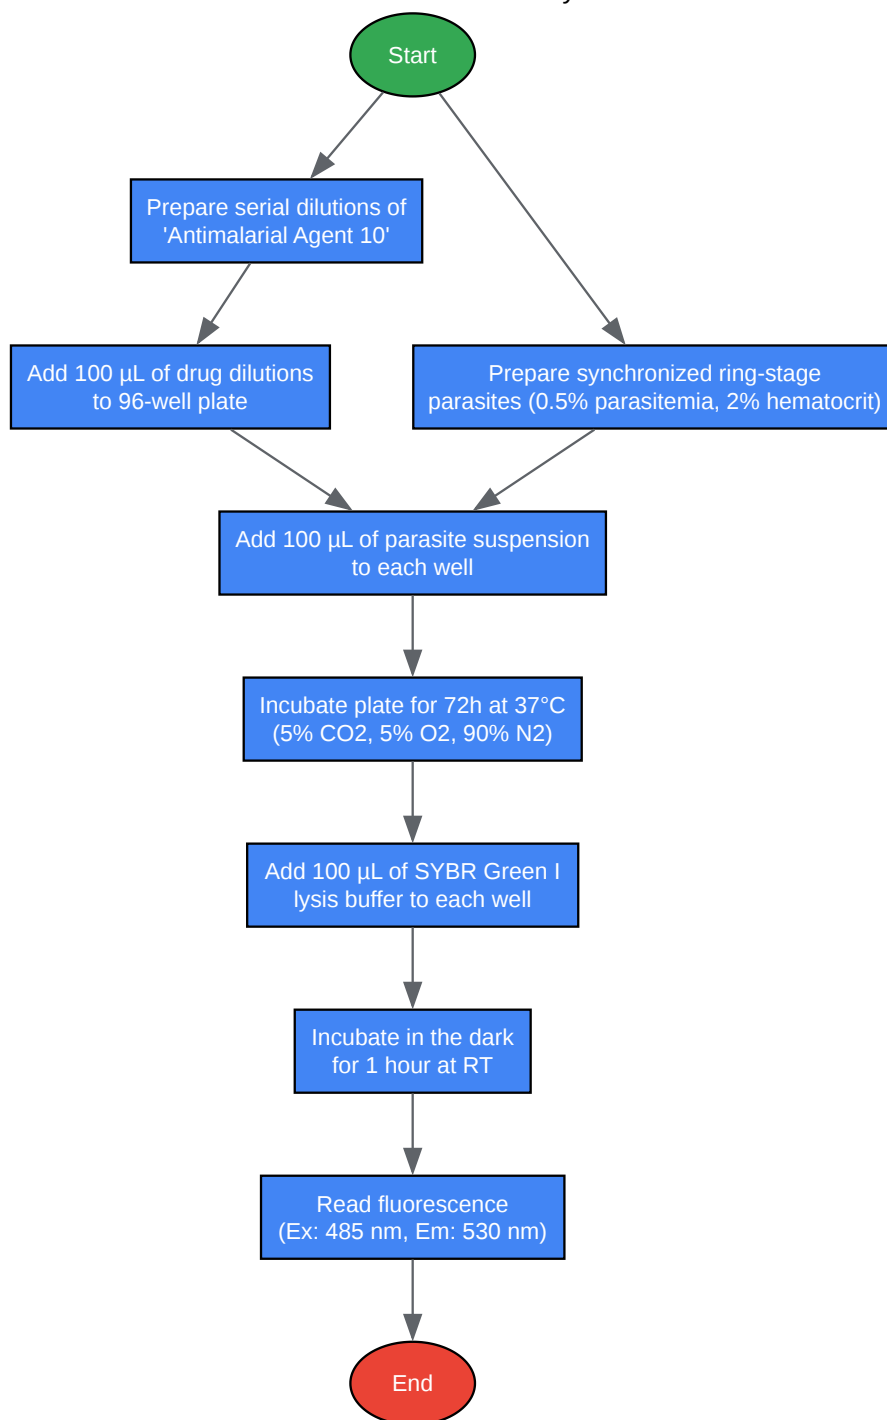 Start
Prepare serial dilutions of
'Antimalarial Agent 10'
Add 100 µL of drug dilutions
to 96-well plate
Prepare synchronized ring-stage
parasites (0.5% parasitemia, 2% hematocrit)
Add 100 µL of parasite suspension
to each well
Incubate plate for 72h at 37°C
(5% CO2, 5% O2, 90% N2)
Add 100 µL of SYBR Green I
lysis buffer to each well
Incubate in the dark
for 1 hour at RT
Read fluorescence
(Ex: 485 nm, Em: 530 nm)
End